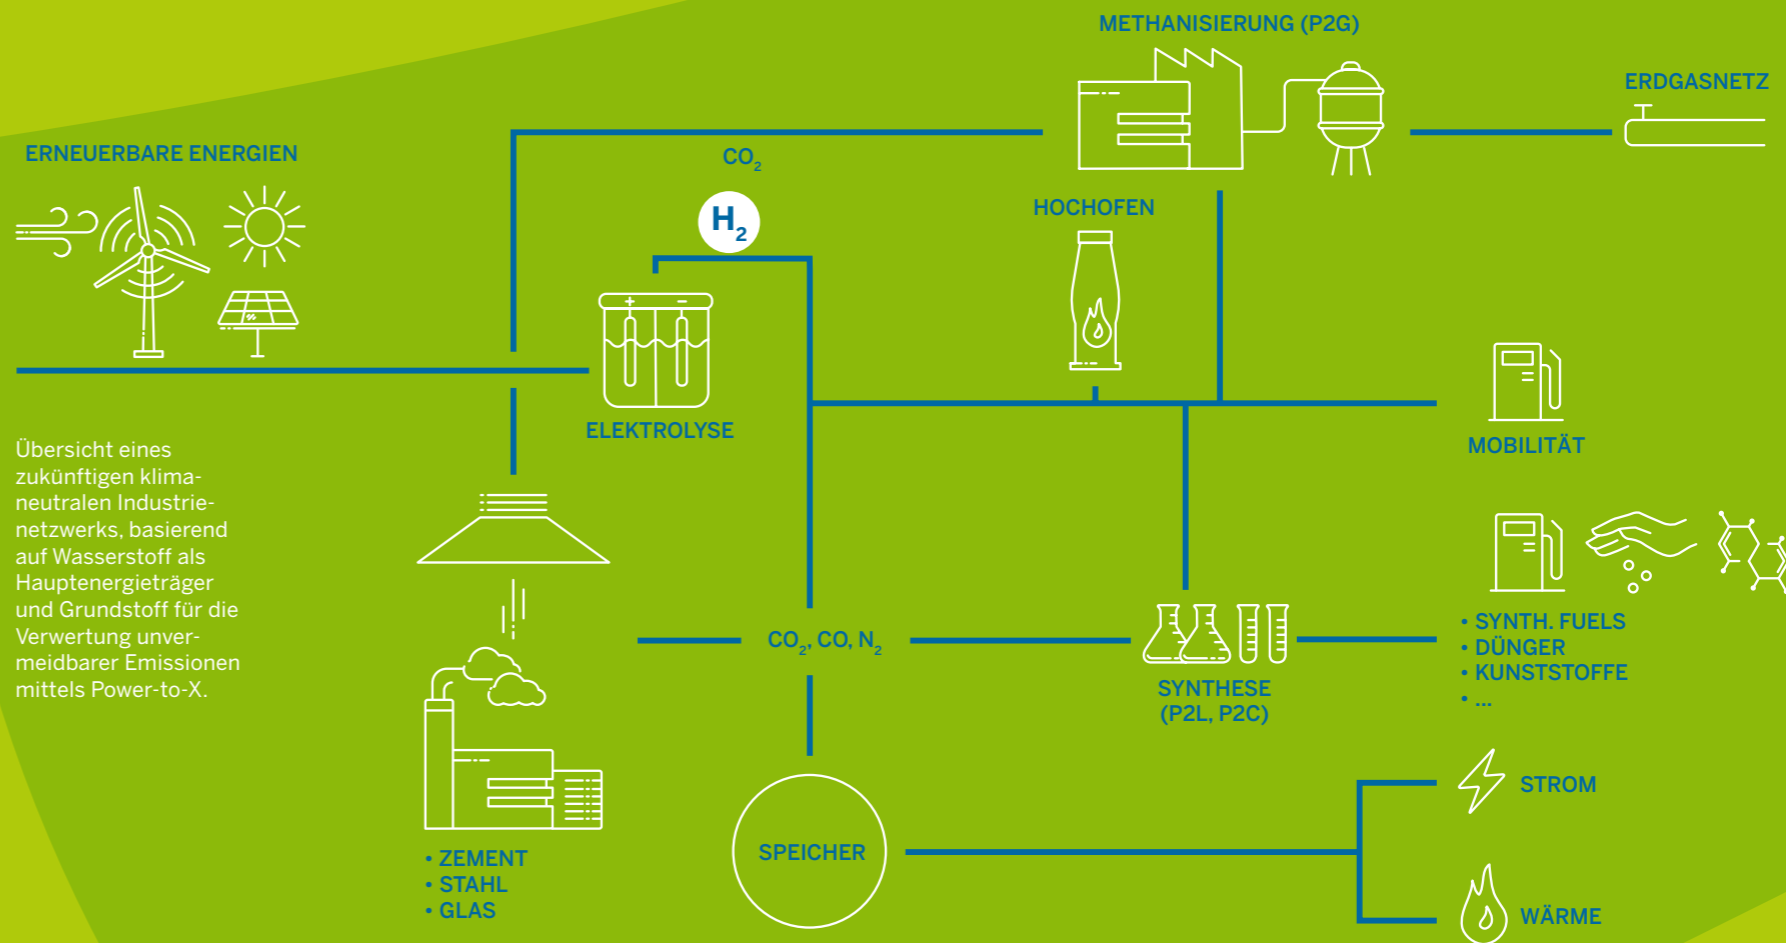 METHANISIERUNG (P2G)
ERDGASNETZ
ERNEUERBARE ENERGIEN
CO₂
H₂
HOCHOFEN
+ −
ELEKTROLYSE
MOBILITÄT
Übersicht eines
zukünftigen klima-
neutralen Industrie-
netzwerks, basierend
auf Wasserstoff als
Hauptenergieträger
und Grundstoff für die
Verwertung unver-
meidbarer Emissionen
mittels Power-to-X.
CO₂, CO, N₂
SYNTHESE
(P2L, P2C)
• SYNTH. FUELS
• DÜNGER
• KUNSTSTOFFE
• ...
• ZEMENT
• STAHL
• GLAS
SPEICHER
STROM
WÄRME